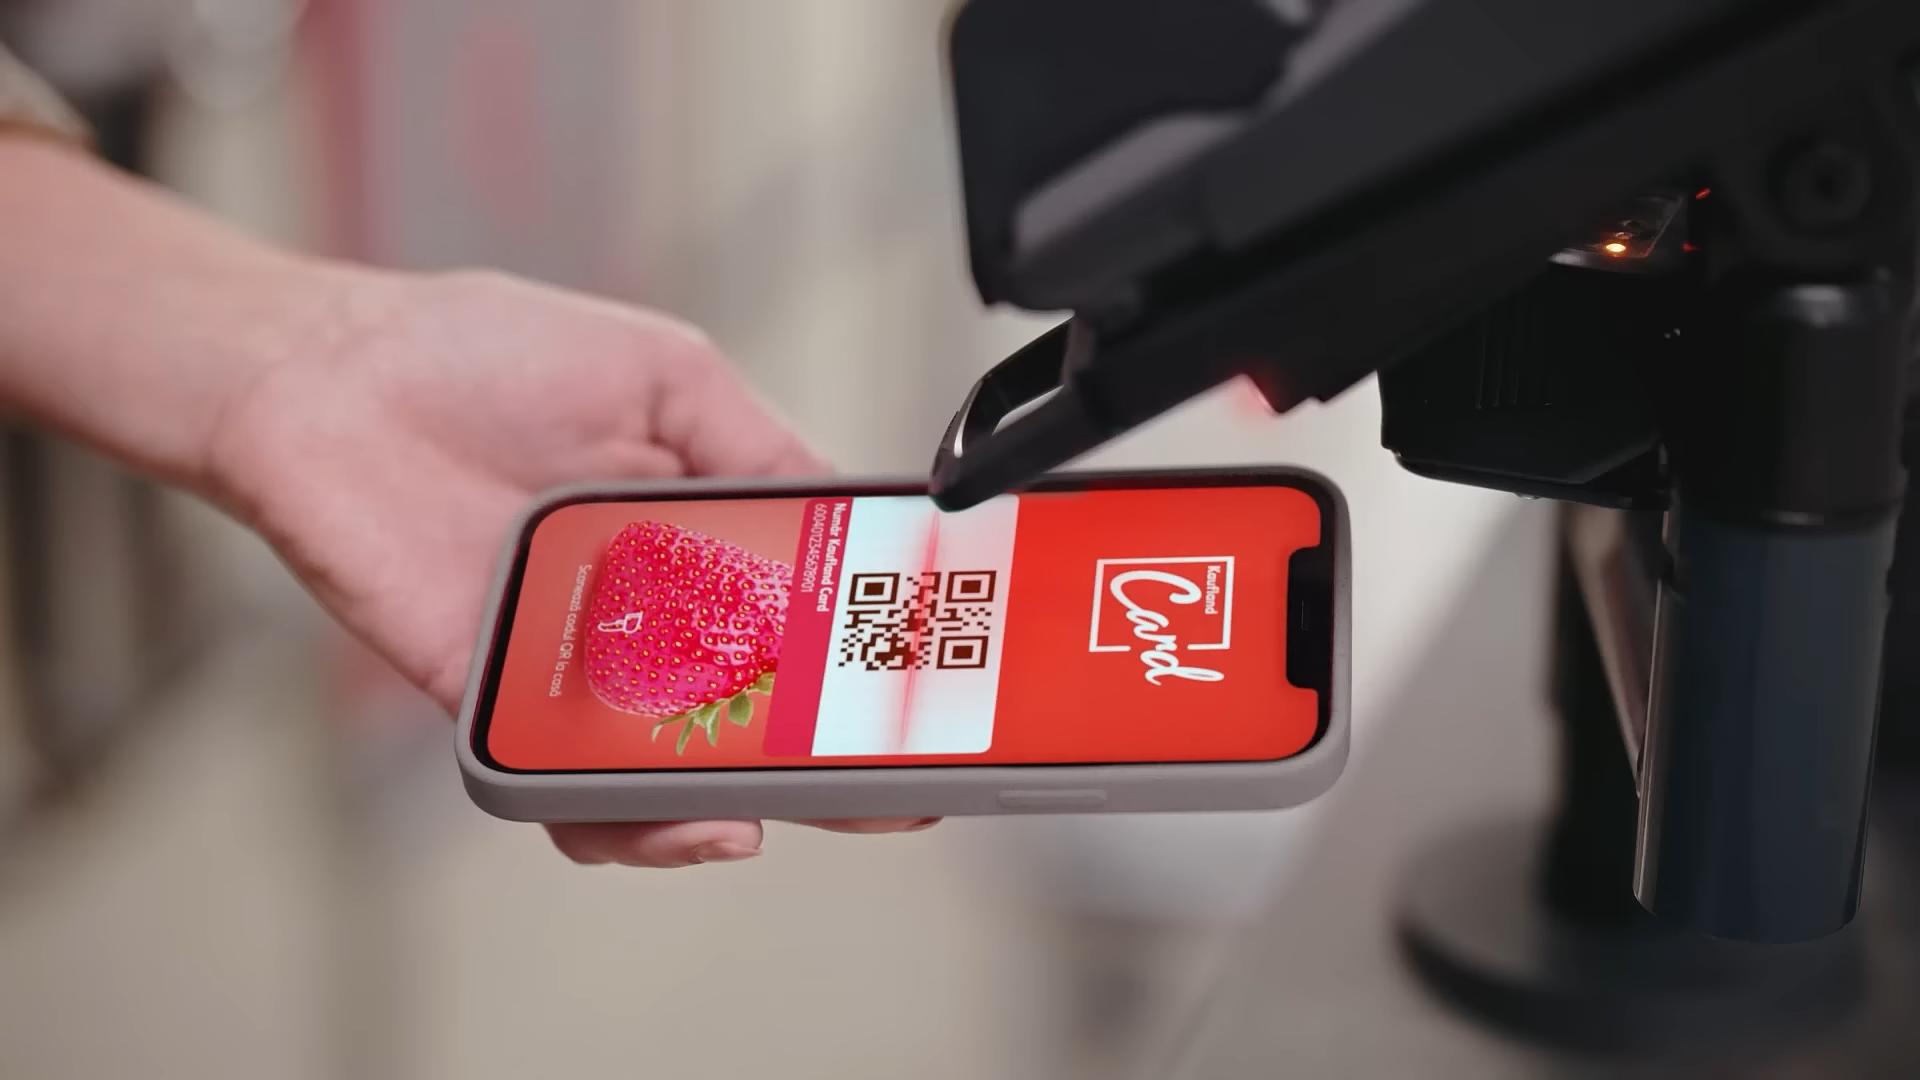 Kaufland
Card
Număr Kaufland Card
6004012345678901
Scanează codul QR la casă